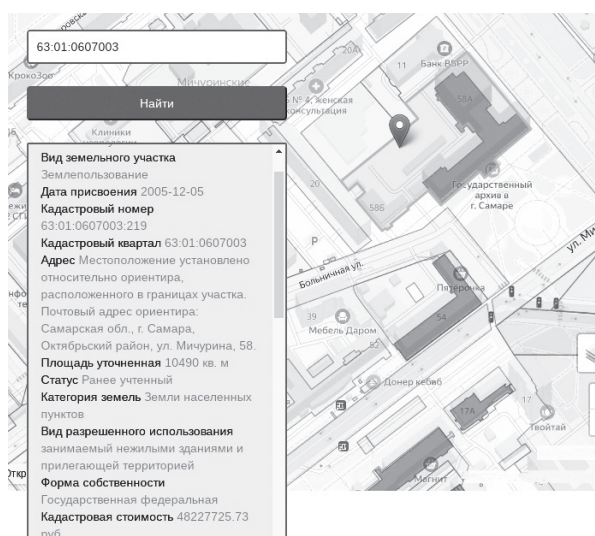 63:01:0607003
Найти
Вид земельного участка
Землепользование
Дата присвоения 2005-12-05
Кадастровый номер
63:01:0607003:219
Кадастровый квартал 63:01:0607003
Адрес Местоположение установлено
относительно ориентира,
расположенного в границах участка.
Почтовый адрес ориентира:
Самарская обл., г. Самара,
Октябрьский район, ул. Мичурина, 58.
Площадь уточненная 10490 кв. м
Статус Ранее учтенный
Категория земель Земли населенных
пунктов
Вид разрешенного использования
занимаемый нежилыми зданиями и
прилегающей территорией
Форма собственности
Государственная федеральная
Кадастровая стоимость 48227725.73
руб.
КрокоЗоо
Мичуринские
Клиники
20А
11
Банк ВБРР
№ 4, женская
консультация
58А
20
58Б
Государственный
архив в
г. Самаре
ул. Ми
Р
Больничная ул.
Пятёрочка
39
Мебель Даром
54
52
Донер кебаб
17А
17
Твойтай
Магнит